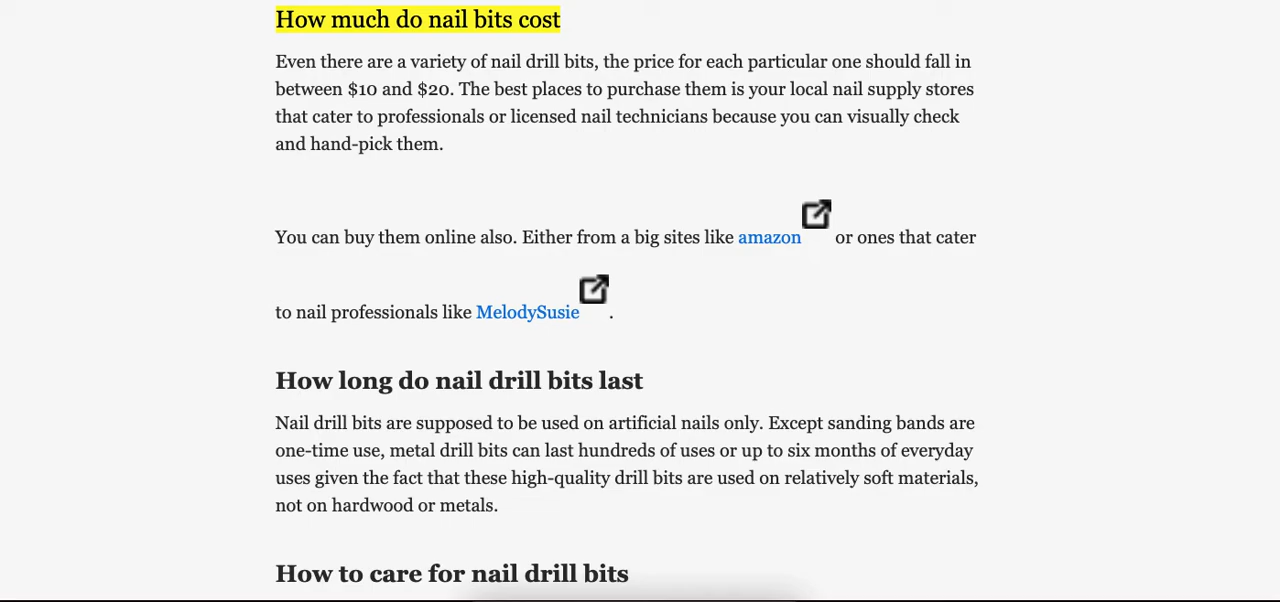 How much do nail bits cost
Even there are a variety of nail drill bits, the price for each particular one should fall in
between $10 and $20. The best places to purchase them is your local nail supply stores
that cater to professionals or licensed nail technicians because you can visually check
and hand-pick them.
You can buy them online also. Either from a big sites like amazon or ones that cater
to nail professionals like MelodySusie .
How long do nail drill bits last
Nail drill bits are supposed to be used on artificial nails only. Except sanding bands are
one-time use, metal drill bits can last hundreds of uses or up to six months of everyday
uses given the fact that these high-quality drill bits are used on relatively soft materials,
not on hardwood or metals.
How to care for nail drill bits